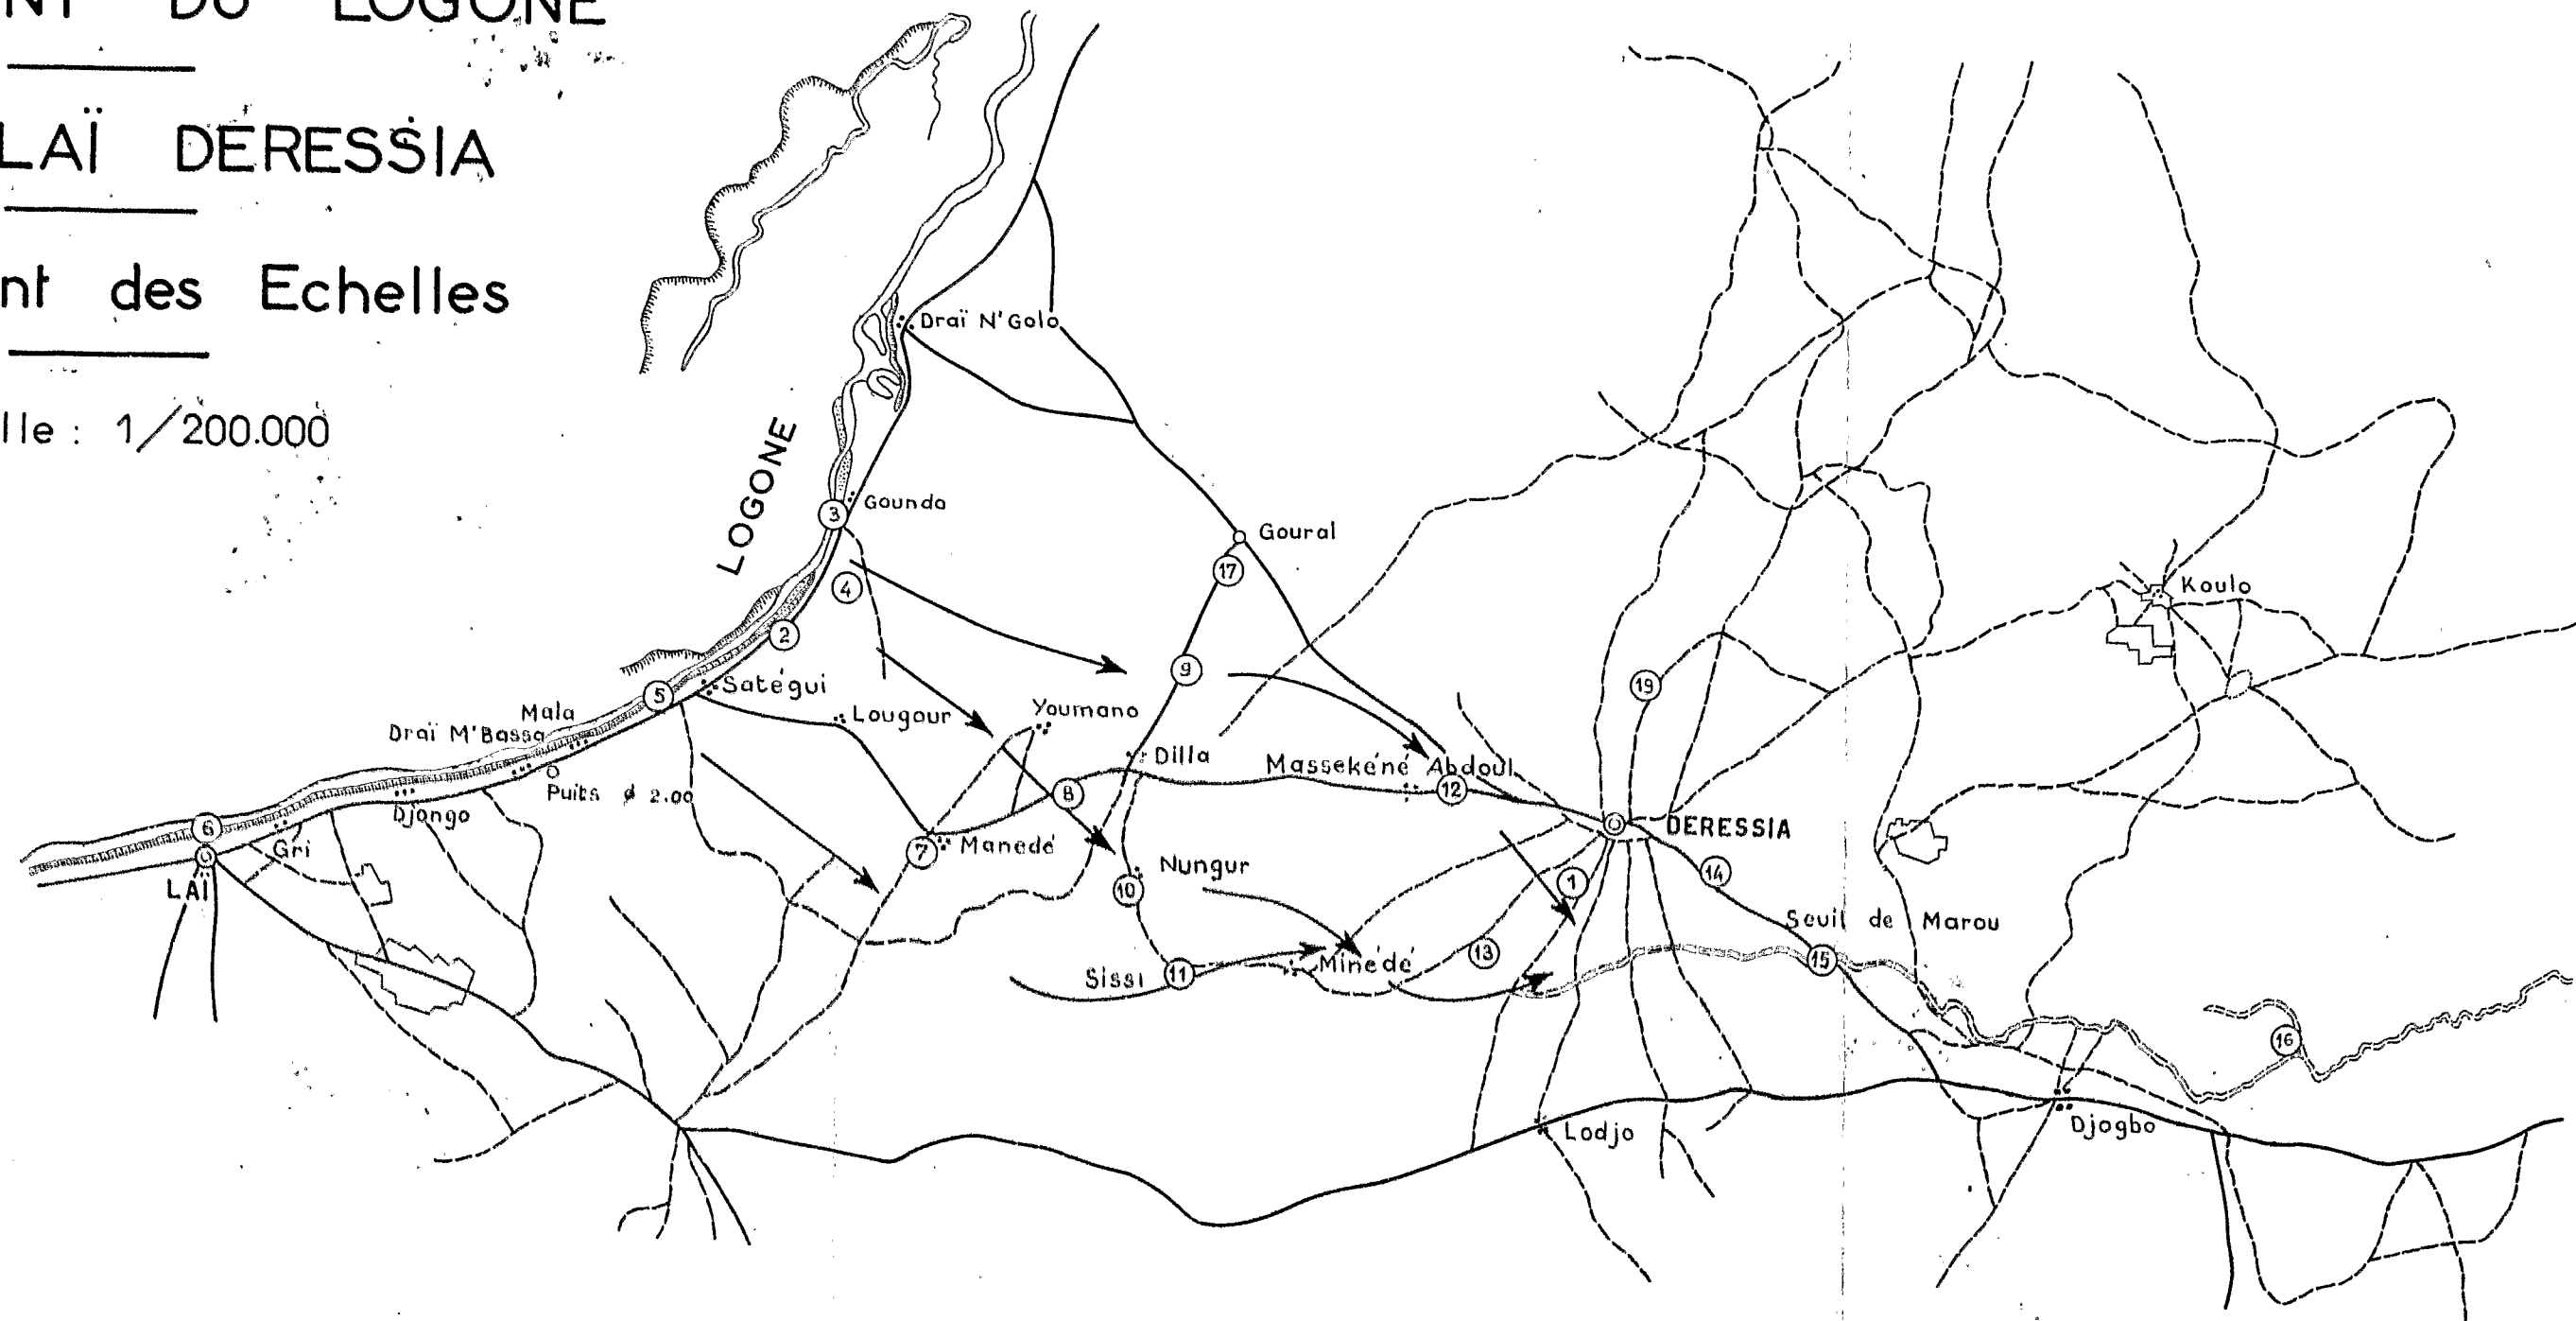 NT DU LOGONE
LAÏ DERESSIA
nt des Echelles
lle : 1/200.000
Draï N'Golo
LOGONE
3
Gounda
Goural
17
4
Koulo
2
9
5
Satégui
19
Mala
Lougour
Youmano
Draï M'Bassa
Dilla
Massekéné Abdoul
Puits ø 2.00
8
12
Djongo
6
DERESSIA
Gri
7
Manedé
LAÏ
Nungur
10
1
14
Seuil de Marou
13
15
Sissi
11
Minédé
16
Lodjo
Djogbo